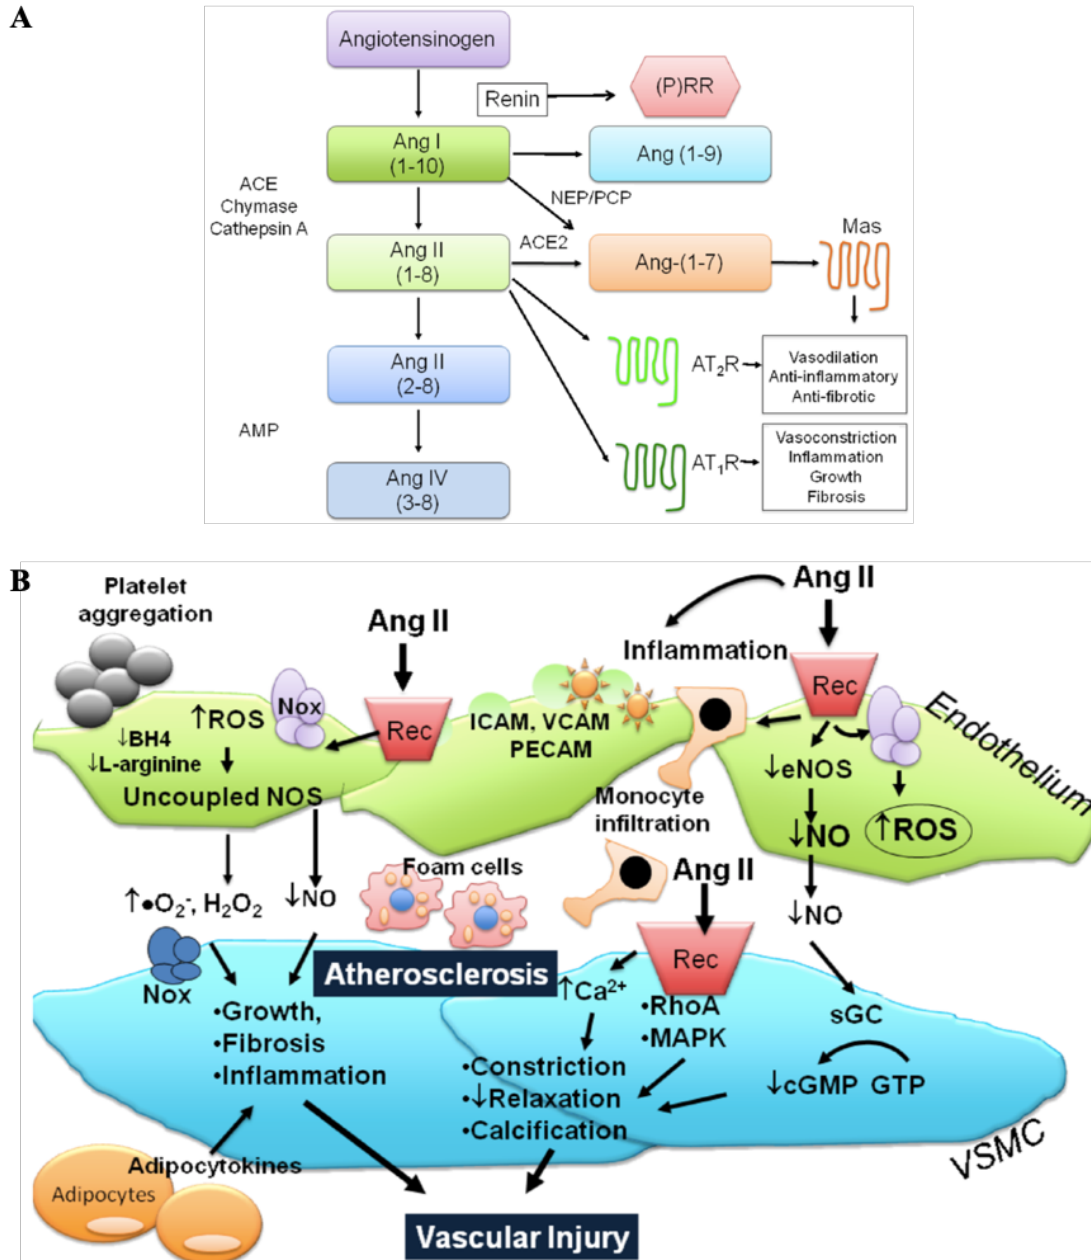 A
Angiotensinogen
Renin
(P)RR
Ang I
(1-10)
Ang (1-9)
ACE
Chymase
Cathepsin A
NEP/PCP
Ang II
(1-8)
ACE2
Ang-(1-7)
Mas
Ang II
(2-8)
AT₂R
Vasodilation
Anti-inflammatory
Anti-fibrotic
AMP
Ang IV
(3-8)
AT₁R
Vasoconstriction
Inflammation
Growth
Fibrosis
B
Platelet
aggregation
Ang II
Ang II
Inflammation
Nox
Rec
Rec
↑ROS
↓BH4
↓L-arginine
Uncoupled NOS
ICAM, VCAM
PECAM
Endothelium
↓eNOS
↓NO
↑ROS
Monocyte
infiltration
Foam cells
Ang II
↑●O₂⁻, H₂O₂
↓NO
↓NO
Nox
Atherosclerosis
Rec
↑Ca²⁺
•RhoA
•MAPK
sGC
•Growth,
•Fibrosis
•Inflammation
•Constriction
•↓Relaxation
•Calcification
↓cGMP GTP
VSMC
Adipocytokines
Adipocytes
Vascular Injury